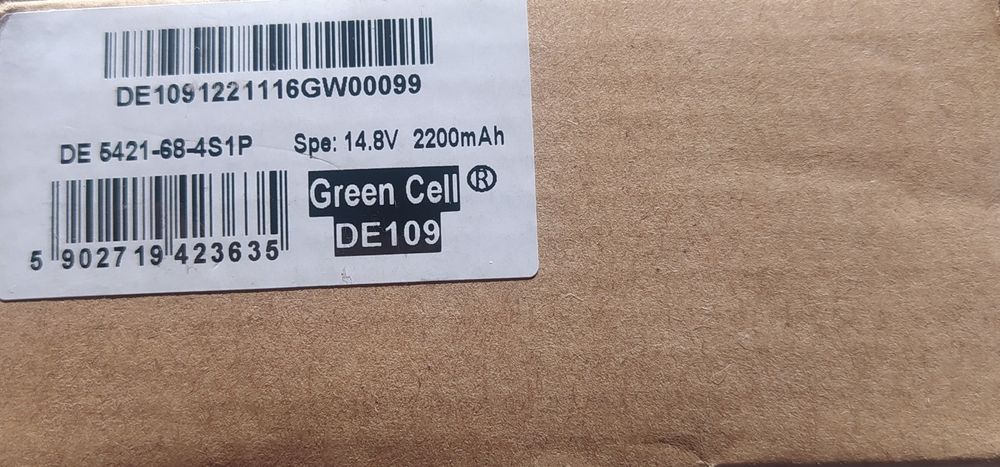 DE1091221116GW00099
DE 5421-68-4S1P Spe: 14.8V 2200mAh
Green Cell ®
DE109
5 902719 423635